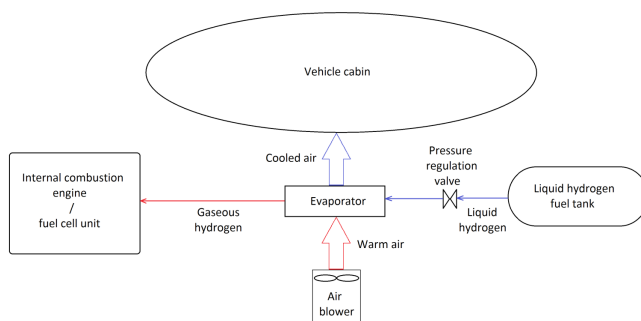 Vehicle cabin
Cooled air
Pressure
regulation
valve
Internal combustion
engine
/
fuel cell unit
Evaporator
Liquid hydrogen
fuel tank
Gaseous
hydrogen
Liquid
hydrogen
Warm air
Air
blower